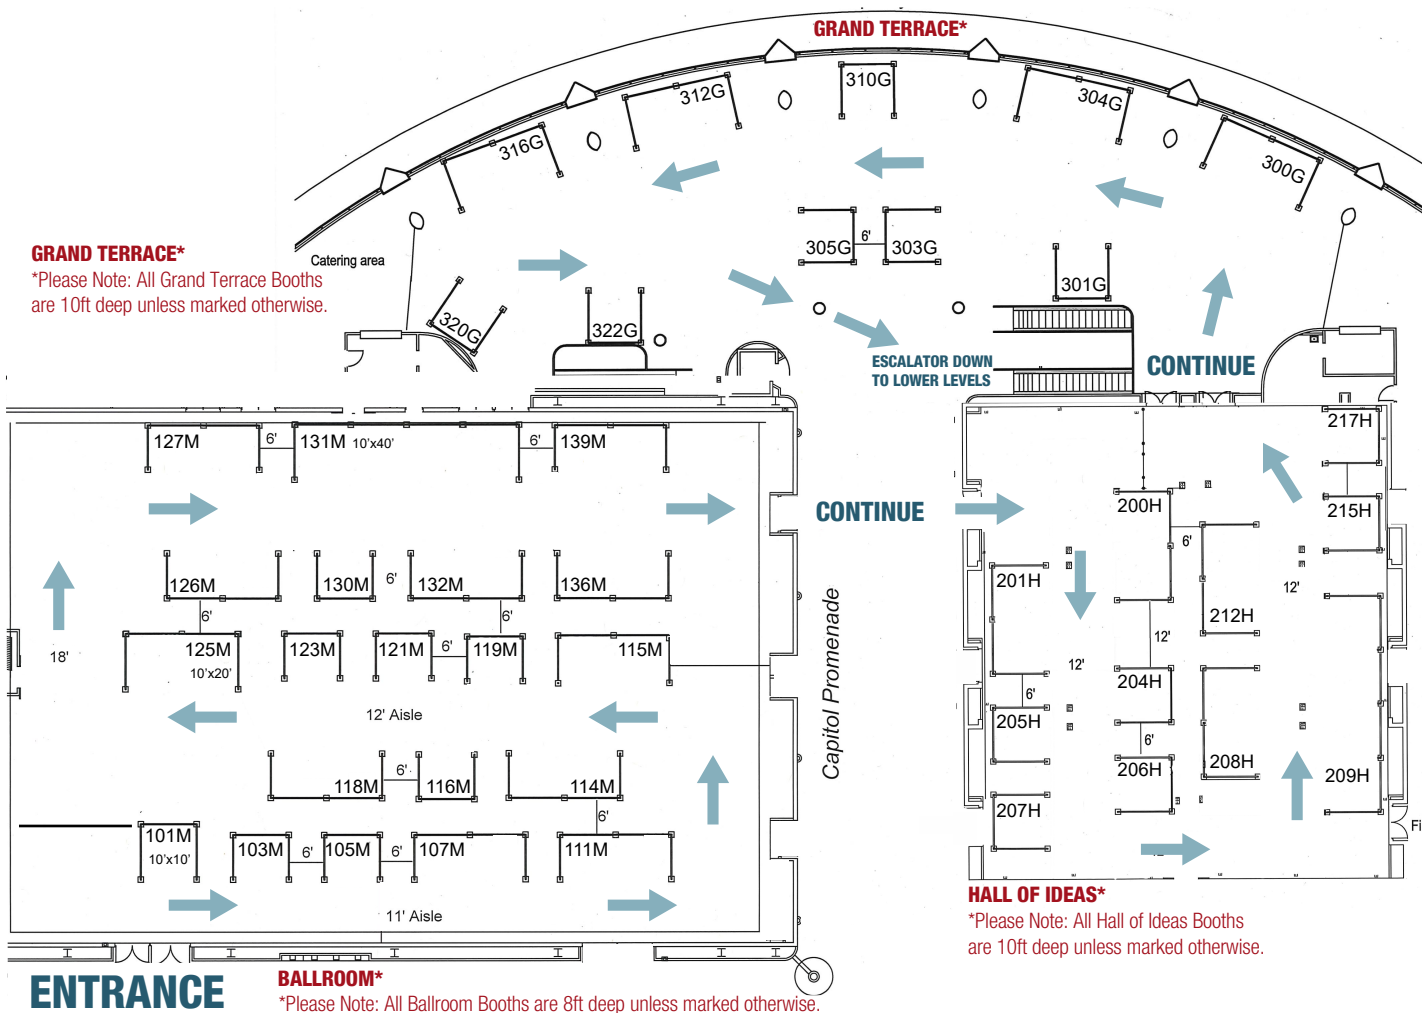 GRAND TERRACE*
310G
312G
304G
316G
300G
305G
6'
303G
301G
GRAND TERRACE*
*Please Note: All Grand Terrace Booths
are 10ft deep unless marked otherwise.
Catering area
320G
322G
ESCALATOR DOWN
TO LOWER LEVELS
CONTINUE
127M
6'
131M
10'x40'
6'
139M
CONTINUE
126M
130M
6'
132M
136M
6'
6'
125M
10'x20'
123M
121M
6'
119M
115M
18'
12' Aisle
118M
6'
116M
114M
6'
101M
10'x10'
103M
6'
105M
6'
107M
111M
11' Aisle
Capitol Promenade
217H
200H
215H
6'
201H
212H
12'
12'
12'
204H
6'
205H
6'
206H
208H
209H
207H
12'
Fi
HALL OF IDEAS*
*Please Note: All Hall of Ideas Booths
are 10ft deep unless marked otherwise.
ENTRANCE
BALLROOM*
*Please Note: All Ballroom Booths are 8ft deep unless marked otherwise.